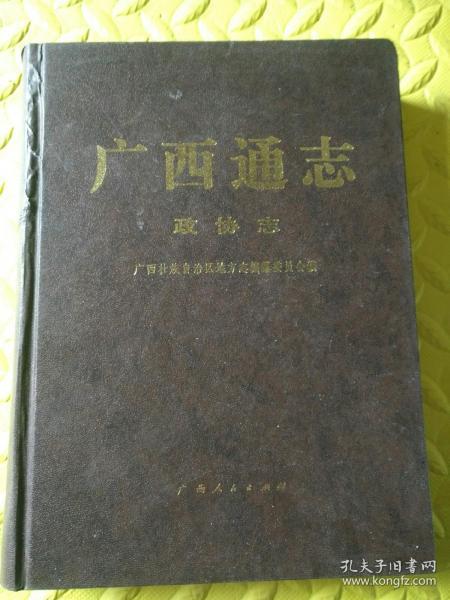 广西通志
政协志
广西壮族自治区地方志编纂委员会编
广西人民出版社
孔夫子旧书网
www.kongfz.com